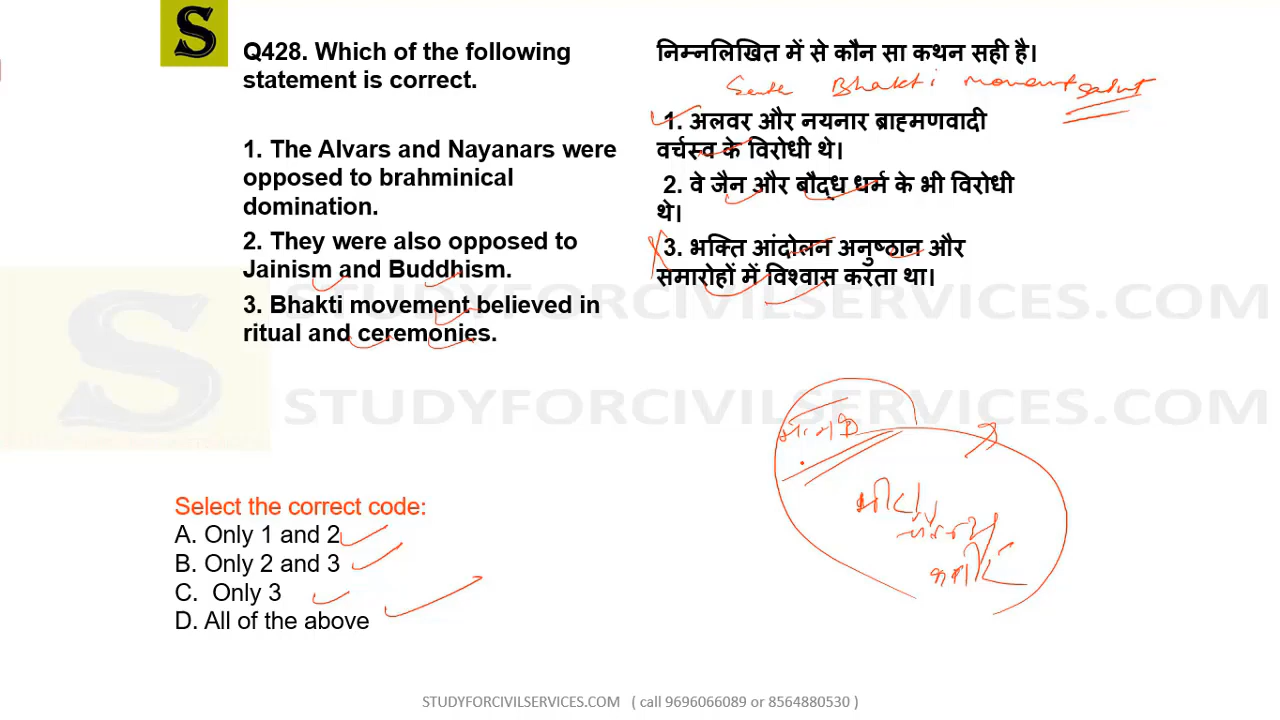 S
Q428. Which of the following
statement is correct.
1. The Alvars and Nayanars were
opposed to brahminical
domination.
2. They were also opposed to
Jainism and Buddhism.
3. Bhakti movement believed in
ritual and ceremonies.
निम्नलिखित में से कौन सा कथन सही है।
Bhakti
1. अलवर और नयनार ब्राह्मणवादी
वर्चस्व के विरोधी थे।
2. वे जैन और बौद्ध धर्म के भी विरोधी
थे।
3. भक्ति आंदोलन अनुष्ठान और
समारोहों में विश्वास करता था।
S
STUDYFORCIVILSERVICES.COM
STUDYFORCIVILSERVICES.COM
Select the correct code:
A. Only 1 and 2
B. Only 2 and 3
C. Only 3
D. All of the above
STUDYFORCIVILSERVICES.COM ( call 9696066089 or 8564880530 )